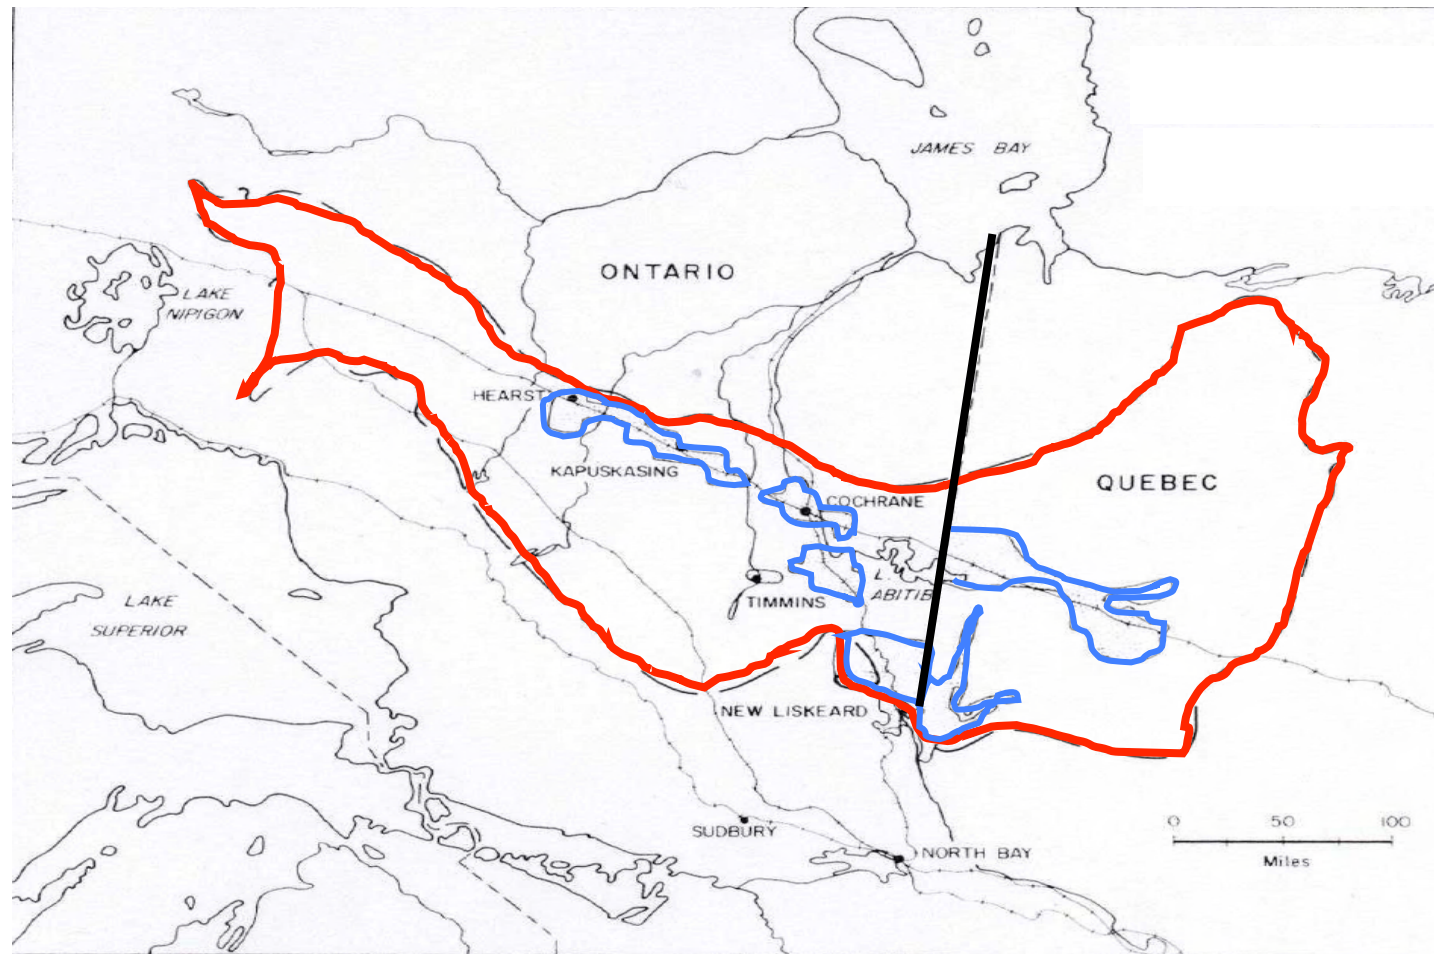 JAMES BAY
ONTARIO
LAKE
NIPIGON
HEARST
KAPUSKASING
QUEBEC
COCHRANE
L.
ABITIB
TIMMINS
LAKE
SUPERIOR
NEW LISKEARD
SUDBURY
NORTH BAY
0 50 100
Miles